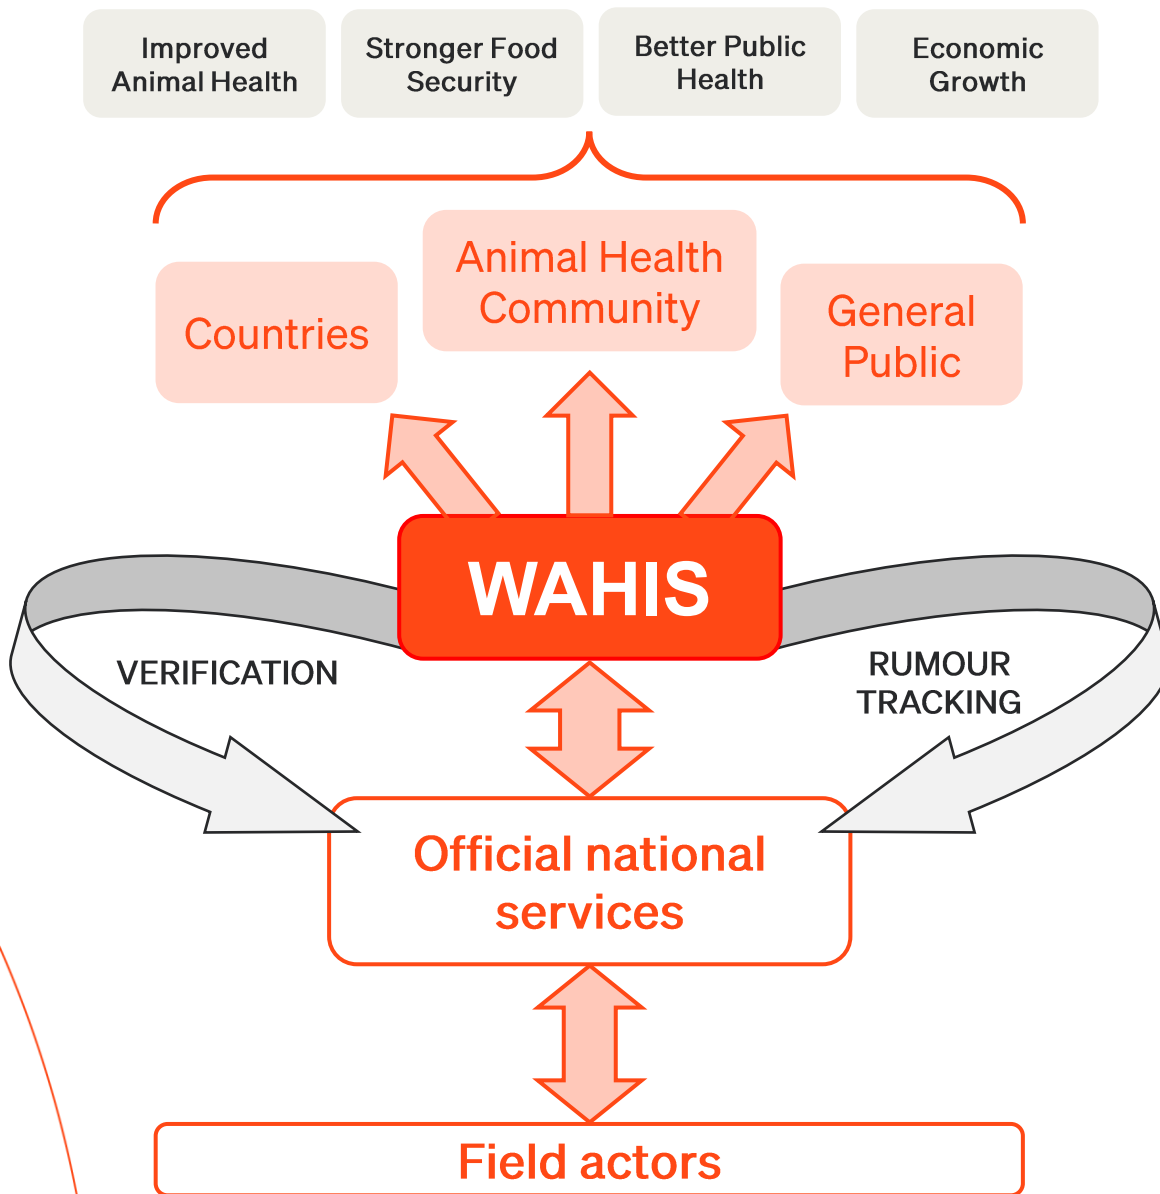 Improved
Animal Health
Stronger Food
Security
Better Public
Health
Economic
Growth
Countries
Animal Health
Community
General
Public
WAHIS
VERIFICATION
RUMOUR
TRACKING
Official national
services
Field actors